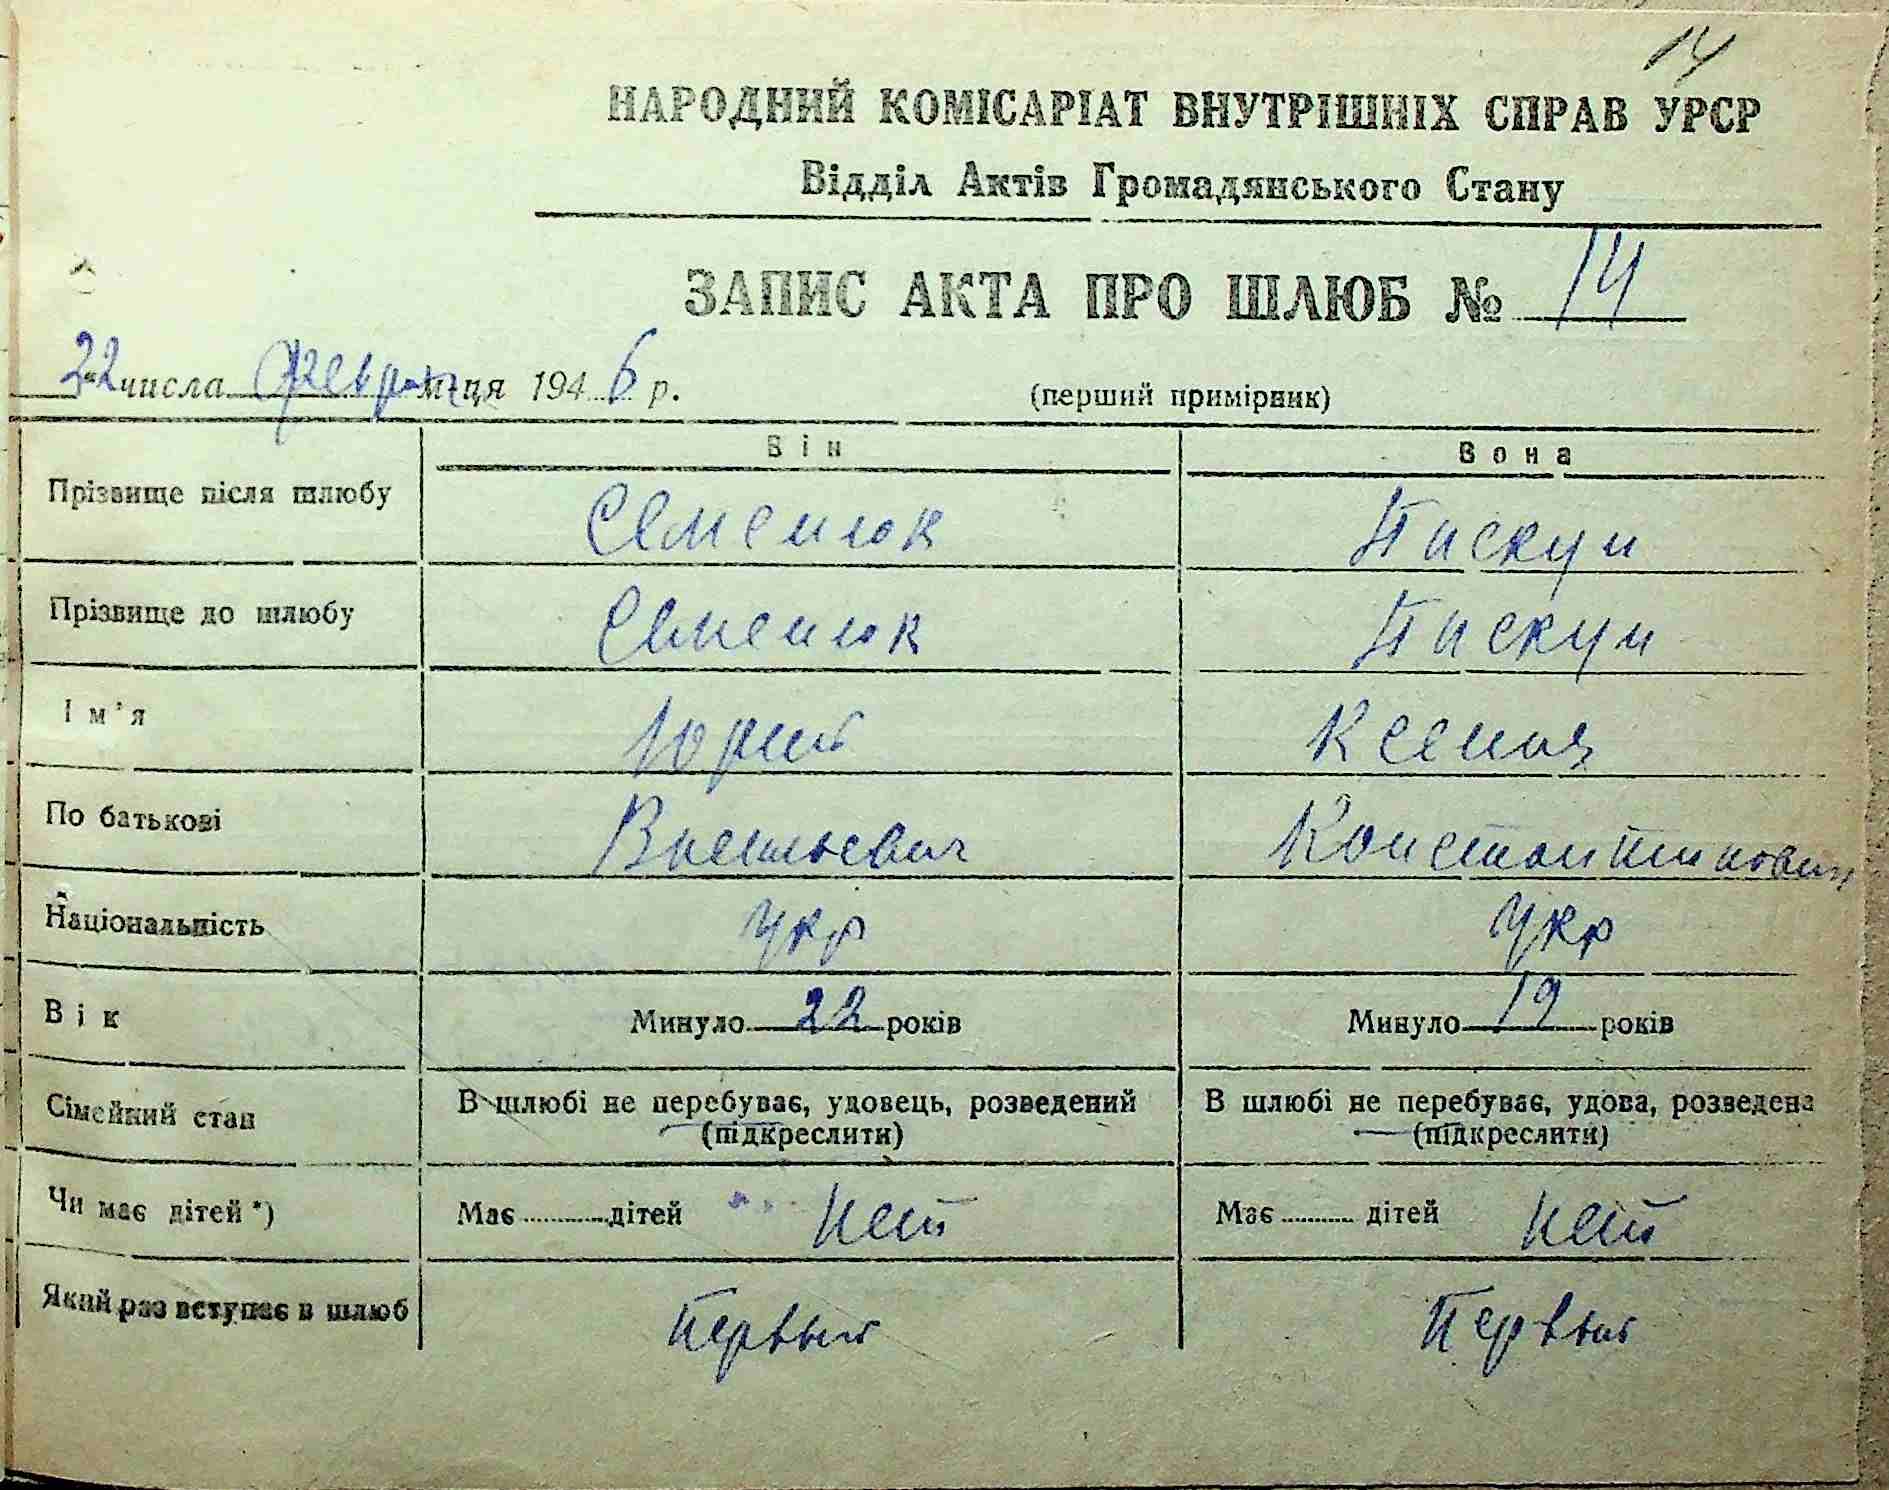 14
НАРОДНИЙ КОМІСАРІАТ ВНУТРІШНІХ СПРАВ УРСР
Відділ Актів Громадянського Стану
ЗАПИС АКТА ПРО ШЛЮБ № 14
22 числа феврал м-ця 1946 р. (перший примірник)
Він Вона
Прізвище після шлюбу Семенюк Пискун
Прізвище до шлюбу Семенюк Пискун
Ім'я Юрий Ксения
По батькові Васильевич Константинович
Національність укр укр
Вік Минуло 22 років Минуло 19 років
Сімейний стан В шлюбі не перебуває, удовець, розведений В шлюбі не перебуває, удова, розведена
(підкреслити) (підкреслити)
Чи має дітей *) Має дітей нет Має дітей нет
Який раз вступає в шлюб Первый Первый